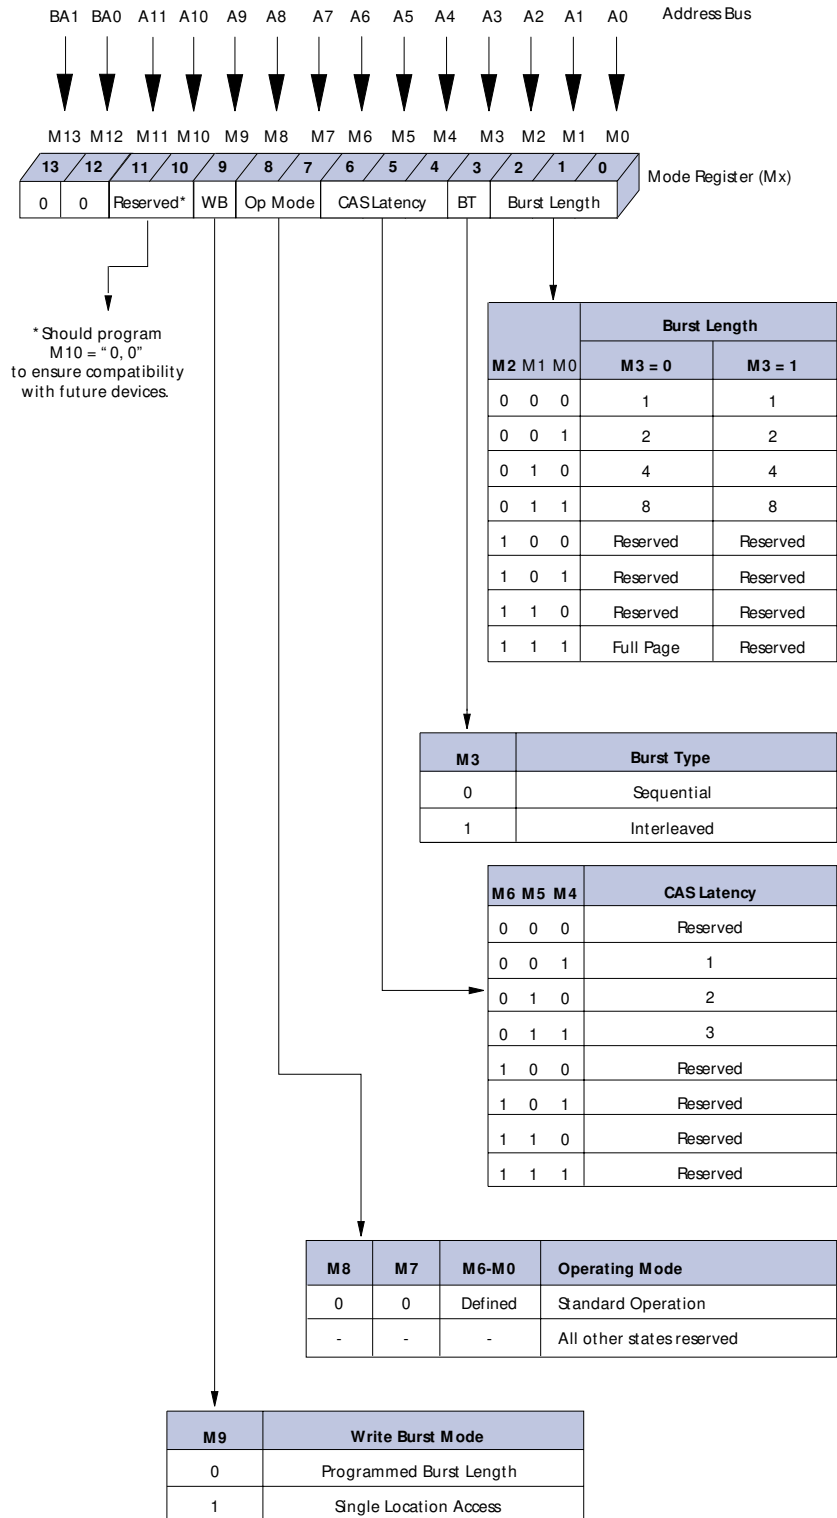 BA1 BA0 A11 A10 A9 A8 A7 A6 A5 A4 A3 A2 A1 A0 Address Bus
M13 M12 M11 M10 M9 M8 M7 M6 M5 M4 M3 M2 M1 M0
13 12 11 10 9 8 7 6 5 4 3 2 1 0
Mode Register (Mx)
0 0 Reserved* WB Op Mode CAS Latency BT Burst Length
*Should program
M10 = “0, 0”
to ensure compatibility
with future devices.
Burst Length
M2 M1 M0 M3 = 0 M3 = 1
0 0 0 1 1
0 0 1 2 2
0 1 0 4 4
0 1 1 8 8
1 0 0 Reserved Reserved
1 0 1 Reserved Reserved
1 1 0 Reserved Reserved
1 1 1 Full Page Reserved
M3 Burst Type
0 Sequential
1 Interleaved
M6 M5 M4 CAS Latency
0 0 0 Reserved
0 0 1 1
0 1 0 2
0 1 1 3
1 0 0 Reserved
1 0 1 Reserved
1 1 0 Reserved
1 1 1 Reserved
M8 M7 M6-M0 Operating Mode
0 0 Defined Standard Operation
- - - All other states reserved
M9 Write Burst Mode
0 Programmed Burst Length
1 Single Location Access